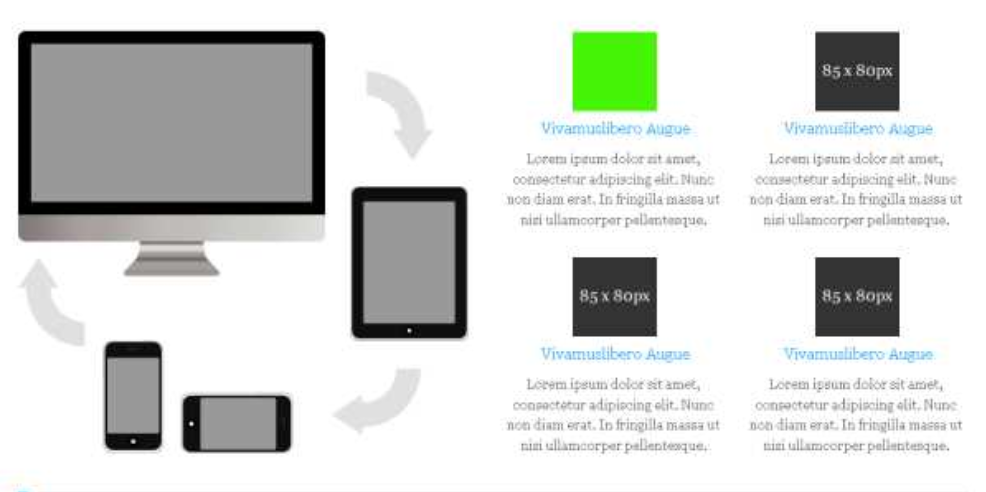 Vivamuslibero Augue
Lorem ipsum dolor sit amet,
consectetur adipiscing elit. Nunc
non diam erat. In fringilla massa ut
nisi ullamcorper pellentesque.
85 x 80px
Vivamuslibero Augue
Lorem ipsum dolor sit amet,
consectetur adipiscing elit. Nunc
non diam erat. In fringilla massa ut
nisi ullamcorper pellentesque.
85 x 80px
Vivamuslibero Augue
Lorem ipsum dolor sit amet,
consectetur adipiscing elit. Nunc
non diam erat. In fringilla massa ut
nisi ullamcorper pellentesque.
85 x 80px
Vivamuslibero Augue
Lorem ipsum dolor sit amet,
consectetur adipiscing elit. Nunc
non diam erat. In fringilla massa ut
nisi ullamcorper pellentesque.